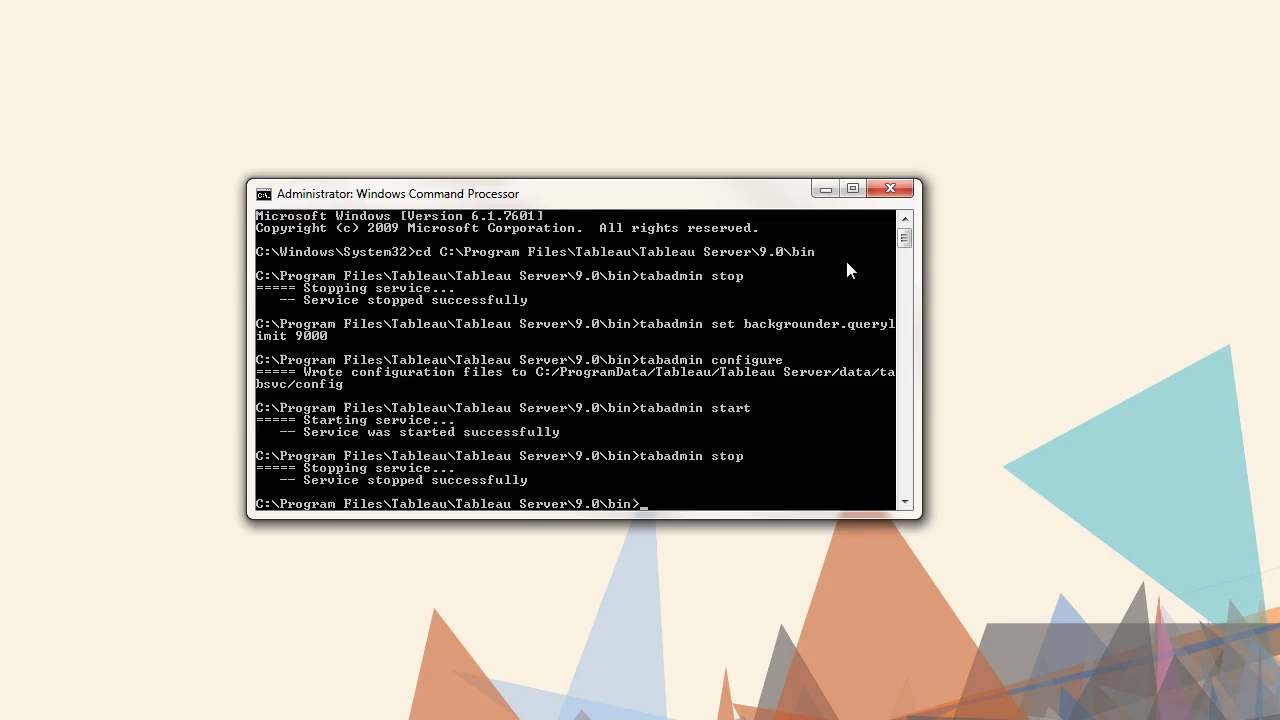 Administrator: Windows Command Processor
Microsoft Windows [Version 6.1.7601]
Copyright (c) 2009 Microsoft Corporation.  All rights reserved.
C:\Windows\System32>cd C:\Program Files\Tableau\Tableau Server\9.0\bin
C:\Program Files\Tableau\Tableau Server\9.0\bin>tabadmin stop
===== Stopping service...
   -- Service stopped successfully
C:\Program Files\Tableau\Tableau Server\9.0\bin>tabadmin set backgrounder.queryl
imit 9000
C:\Program Files\Tableau\Tableau Server\9.0\bin>tabadmin configure
===== Wrote configuration files to C:/ProgramData/Tableau/Tableau Server/data/ta
bsvc/config
C:\Program Files\Tableau\Tableau Server\9.0\bin>tabadmin start
===== Starting service...
   -- Service was started successfully
C:\Program Files\Tableau\Tableau Server\9.0\bin>tabadmin stop
===== Stopping service...
   -- Service stopped successfully
C:\Program Files\Tableau\Tableau Server\9.0\bin>_